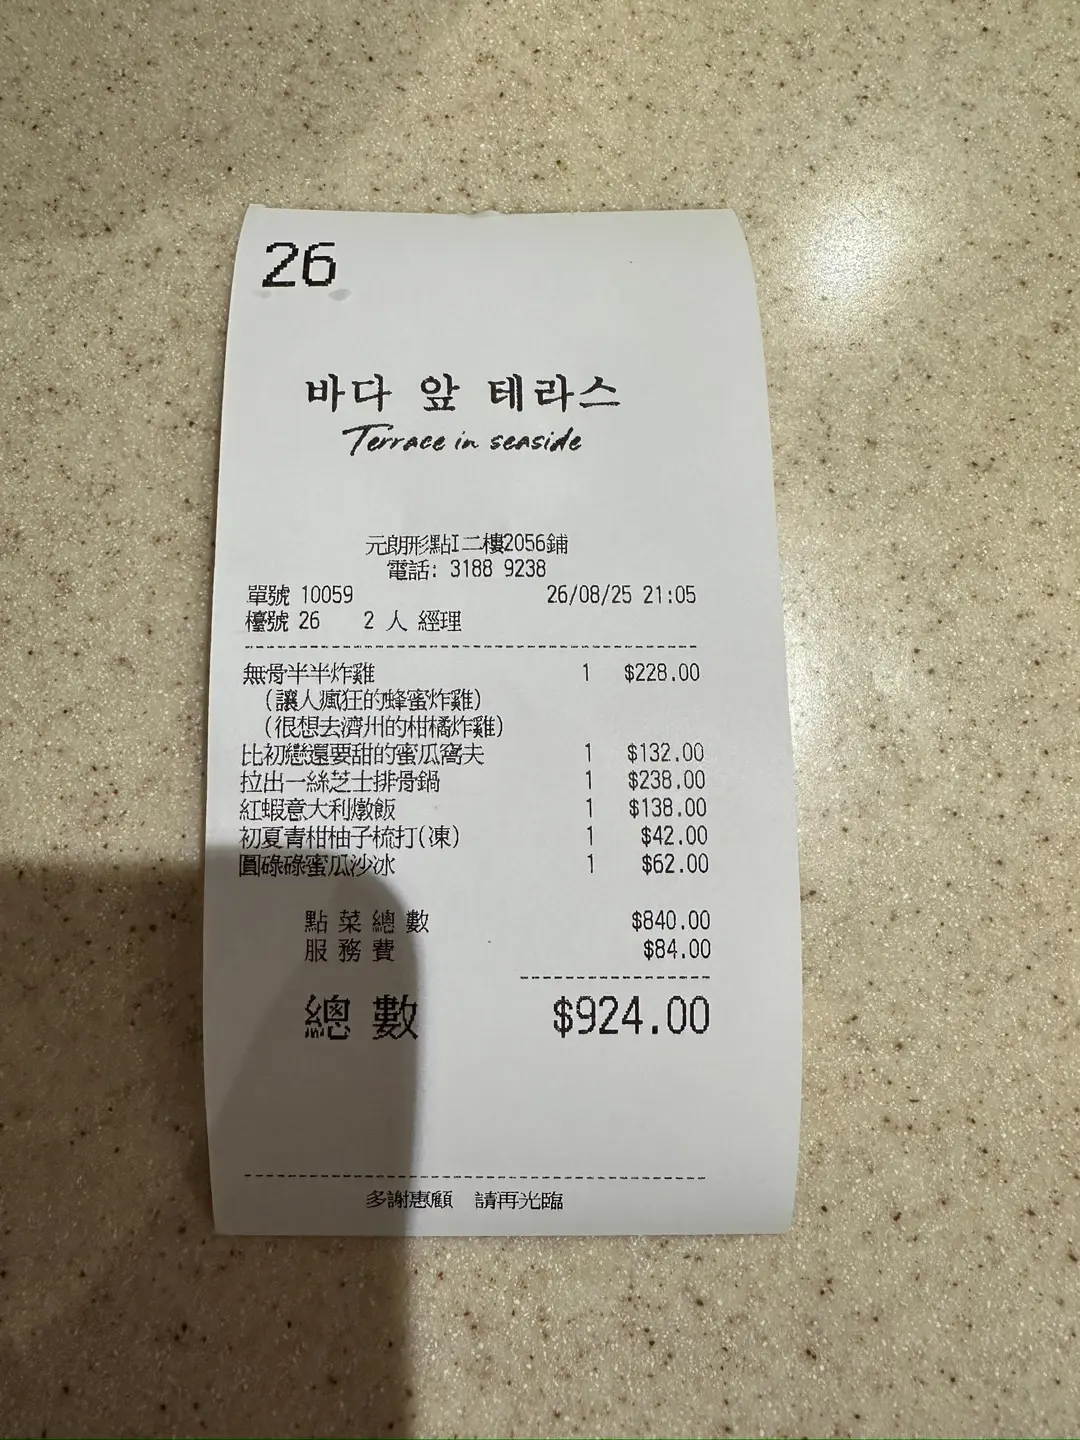 26
바다 앞 테라스
Terrace in seaside
元朗形點I二樓2056鋪
電話: 3188 9238
單號 10059 26/08/25 21:05
檯號 26 2 人 經理
無骨半半炸雞 1 $228.00
(讓人瘋狂的蜂蜜炸雞)
(很想去濟州的柑橘炸雞)
比初戀還要甜的蜜瓜窩夫 1 $132.00
拉出一絲芝士排骨鍋 1 $238.00
紅蝦意大利燉飯 1 $138.00
初夏青柑柚子梳打(凍) 1 $42.00
圓碌碌蜜瓜沙冰 1 $62.00
點菜總數 $840.00
服務費 $84.00
總數 $924.00
多謝惠顧 請再光臨